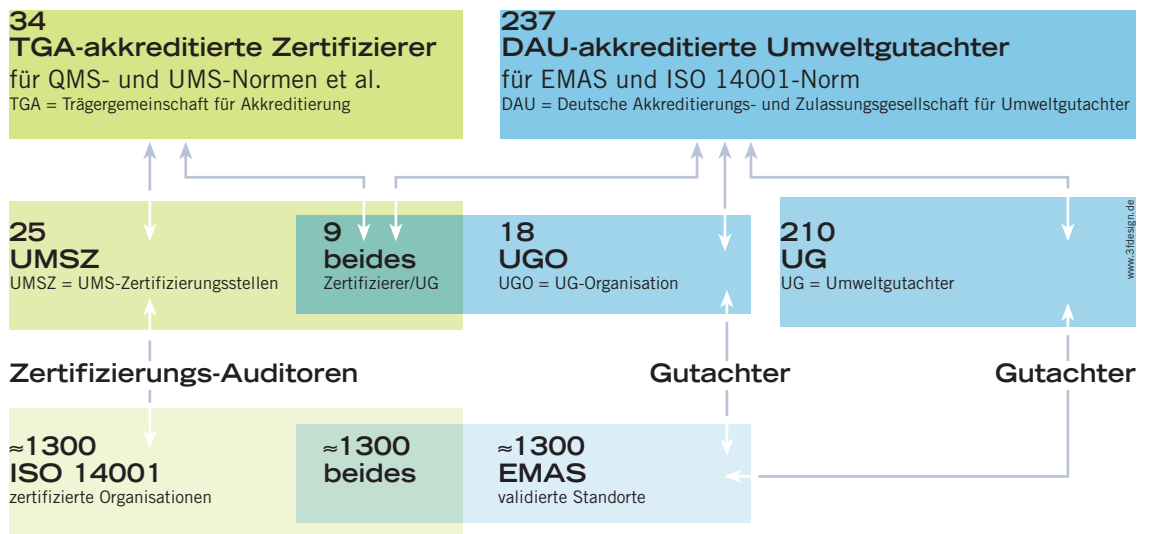 34
TGA-akkreditierte Zertifizierer
für QMS- und UMS-Normen et al.
TGA = Trägergemeinschaft für Akkreditierung
237
DAU-akkreditierte Umweltgutachter
für EMAS und ISO 14001-Norm
DAU = Deutsche Akkreditierungs- und Zulassungsgesellschaft für Umweltgutachter
25
UMSZ
UMSZ = UMS-Zertifizierungsstellen
9
beides
Zertifizierer/UG
18
UGO
UGO = UG-Organisation
210
UG
UG = Umweltgutachter
www.3fdesign.de
Zertifizierungs-Auditoren
Gutachter
Gutachter
≈1300
ISO 14001
zertifizierte Organisationen
≈1300
beides
≈1300
EMAS
validierte Standorte